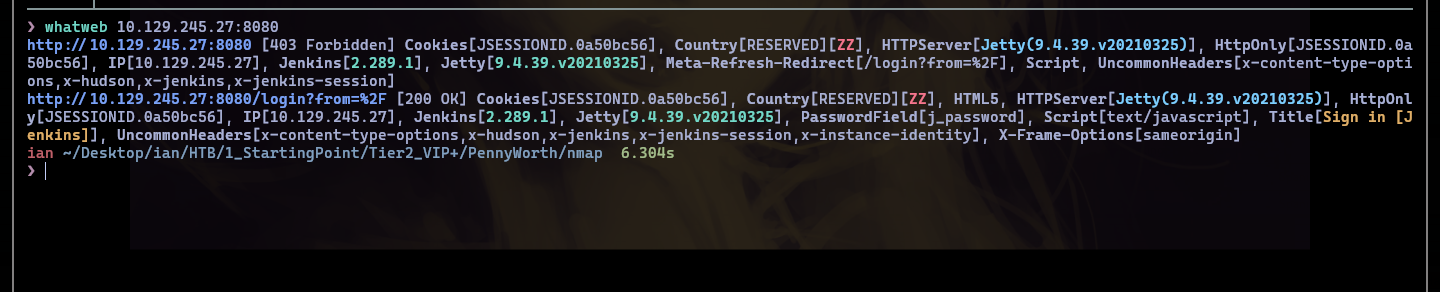 ❯ whatweb 10.129.245.27:8080
http://10.129.245.27:8080 [403 Forbidden] Cookies[JSESSIONID.0a50bc56], Country[RESERVED][ZZ], HTTPServer[Jetty(9.4.39.v20210325)], HttpOnly[JSESSIONID.0a
50bc56], IP[10.129.245.27], Jenkins[2.289.1], Jetty[9.4.39.v20210325], Meta-Refresh-Redirect[/login?from=%2F], Script, UncommonHeaders[x-content-type-opti
ons,x-hudson,x-jenkins,x-jenkins-session]
http://10.129.245.27:8080/login?from=%2F [200 OK] Cookies[JSESSIONID.0a50bc56], Country[RESERVED][ZZ], HTML5, HTTPServer[Jetty(9.4.39.v20210325)], HttpOnl
y[JSESSIONID.0a50bc56], IP[10.129.245.27], Jenkins[2.289.1], Jetty[9.4.39.v20210325], PasswordField[j_password], Script[text/javascript], Title[Sign in [J
enkins]], UncommonHeaders[x-content-type-options,x-hudson,x-jenkins,x-jenkins-session,x-instance-identity], X-Frame-Options[sameorigin]
ian ~/Desktop/ian/HTB/1_StartingPoint/Tier2_VIP+/PennyWorth/nmap 6.304s
❯